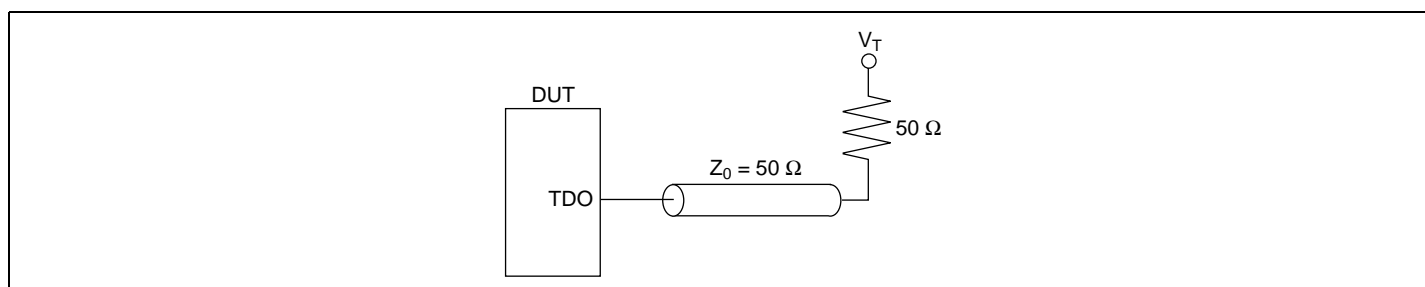 V_T
DUT
50 Ω
Z_0 = 50 Ω
TDO